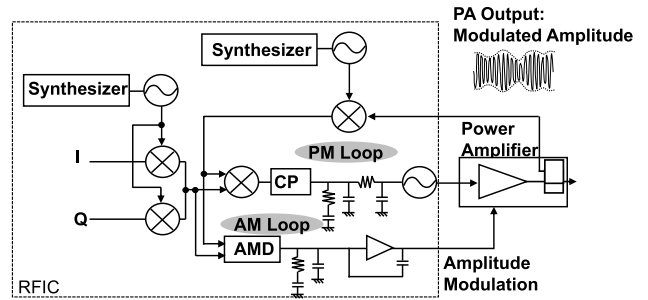 PA Output:
Modulated Amplitude
Synthesizer
Synthesizer
Power
Amplifier
PM Loop
I
CP
Q
AM Loop
AMD
Amplitude
Modulation
RFIC